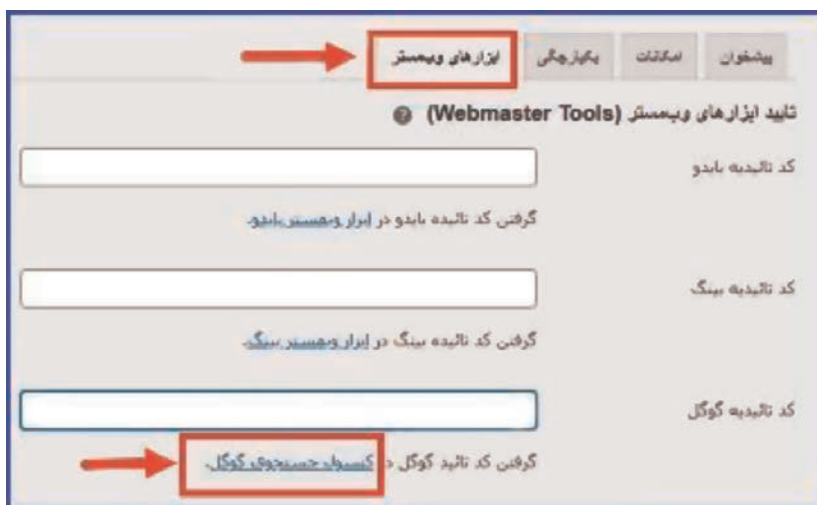 پیشخوان امکانات یکپارچگی ابزارهای وبمستر
تایید ابزارهای وبمستر (Webmaster Tools)
کد تائیدیه بایدو
گرفتن کد تائیده بایدو در ابزار وبمستر بایدو.
کد تائیدیه بینگ
گرفتن کد تائیده بینگ در ابزار وبمستر بینگ.
کد تائیدیه گوگل
گرفتن کد تائید گوگل در کنسول جستجوی گوگل.